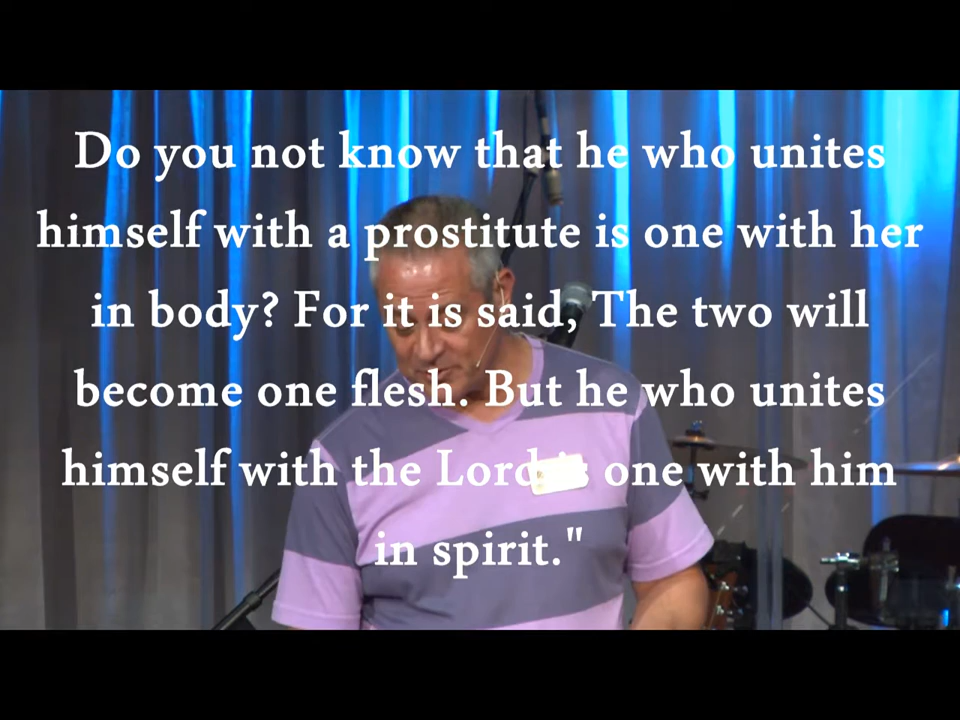 Do you not know that he who unites
himself with a prostitute is one with her
in body? For it is said, The two will
become one flesh. But he who unites
himself with the Lord is one with him
in spirit."